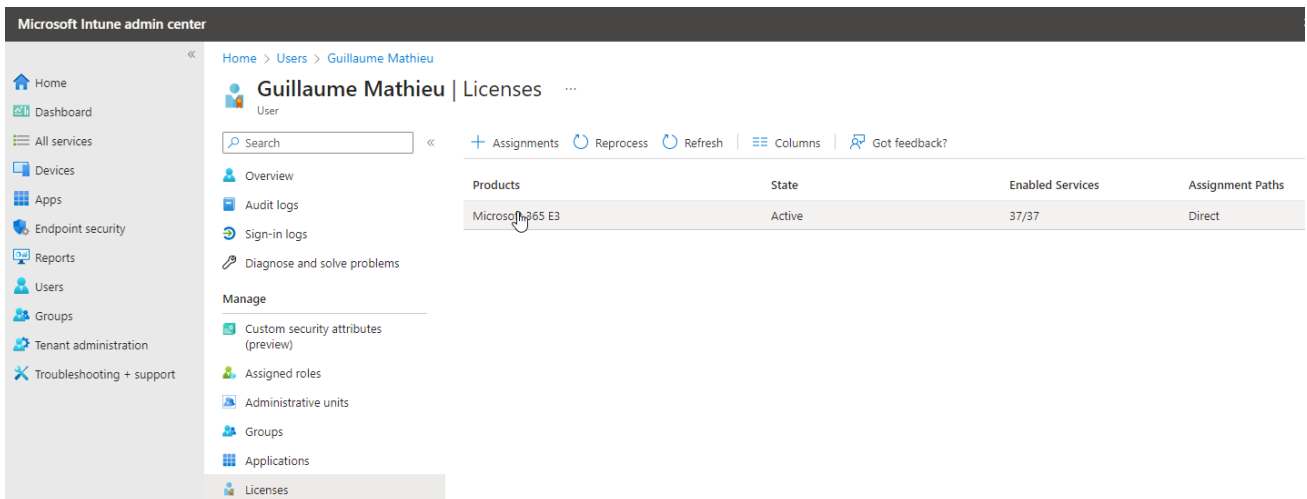 Microsoft Intune admin center
«
Home
Dashboard
All services
Devices
Apps
Endpoint security
Reports
Users
Groups
Tenant administration
Troubleshooting + support
Home > Users > Guillaume Mathieu
Guillaume Mathieu | Licenses ...
User
Search
«
Overview
Audit logs
Sign-in logs
Diagnose and solve problems
Manage
Custom security attributes
(preview)
Assigned roles
Administrative units
Groups
Applications
Licenses
+ Assignments Reprocess Refresh Columns Got feedback?
Products State Enabled Services Assignment Paths
Microsoft 365 E3 Active 37/37 Direct